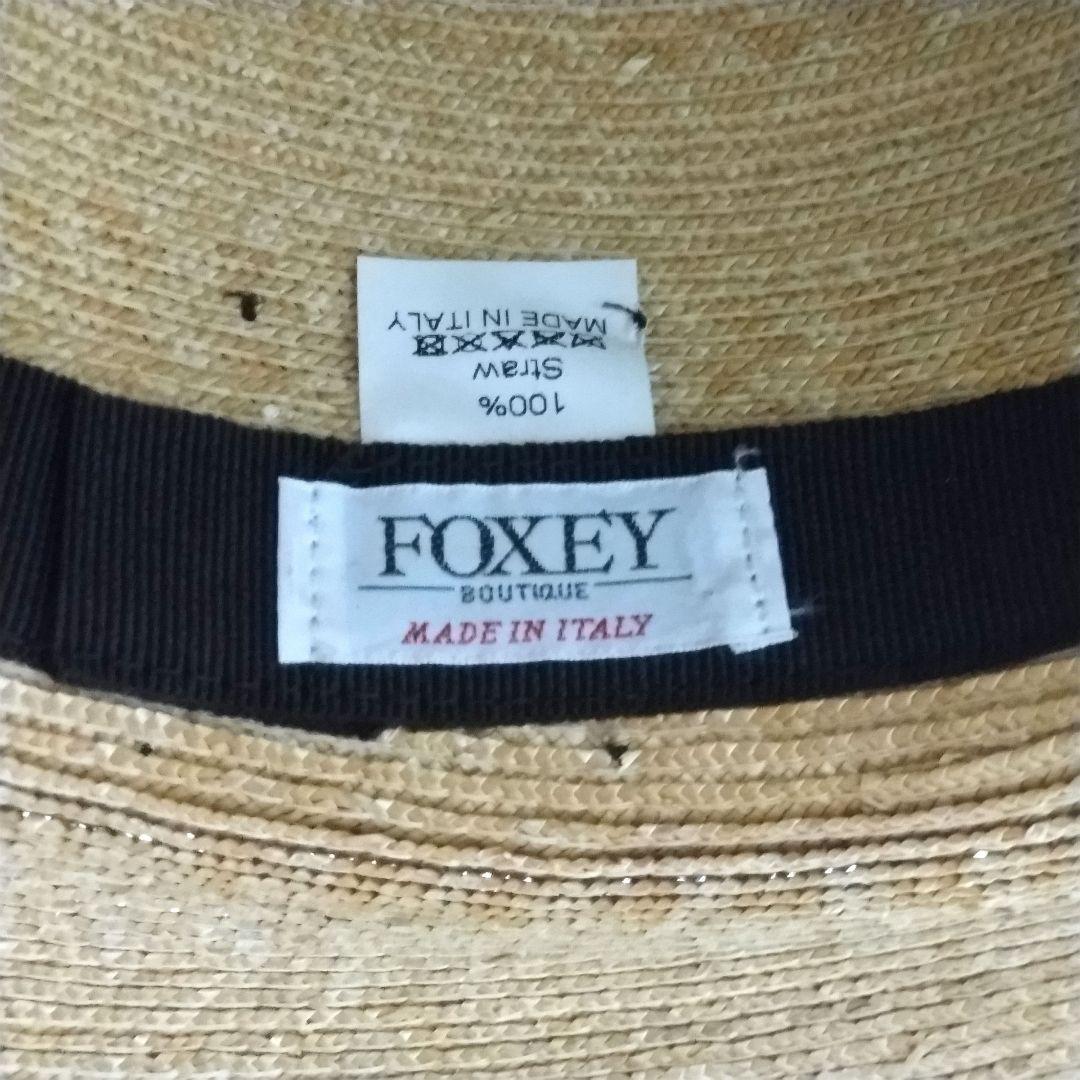 100%
Straw
MADE IN ITALY
FOXEY
BOUTIQUE
MADE IN ITALY